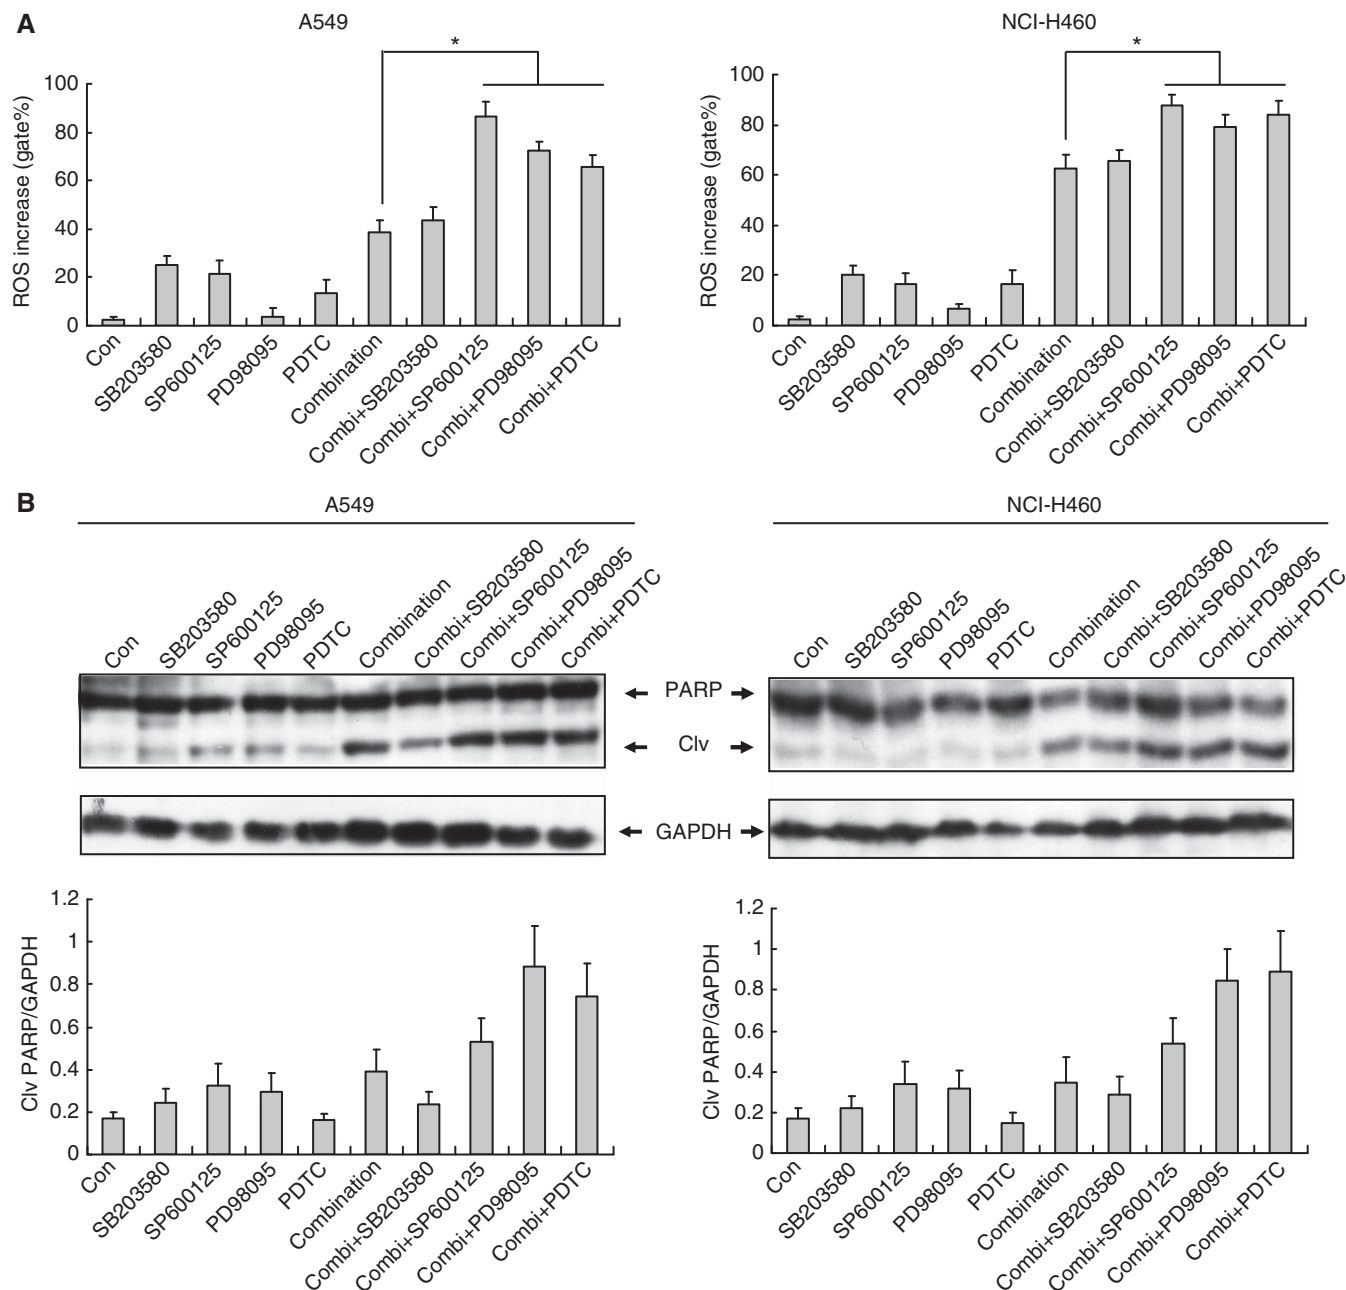 A
A549
NCI-H460
*
*
ROS increase (gate%)
100
80
60
40
20
0
Con
SB203580
SP600125
PD98095
PDTC
Combination
Combi+SB203580
Combi+SP600125
Combi+PD98095
Combi+PDTC
ROS increase (gate%)
100
80
60
40
20
0
Con
SB203580
SP600125
PD98095
PDTC
Combination
Combi+SB203580
Combi+SP600125
Combi+PD98095
Combi+PDTC
B
A549
NCI-H460
Con
SB203580
SP600125
PD98095
PDTC
Combination
Combi+SB203580
Combi+SP600125
Combi+PD98095
Combi+PDTC
Con
SB203580
SP600125
PD98095
PDTC
Combination
Combi+SB203580
Combi+SP600125
Combi+PD98095
Combi+PDTC
PARP
Clv
GAPDH
Clv PARP/GAPDH
1.2
1
0.8
0.6
0.4
0.2
0
Con
SB203580
SP600125
PD98095
PDTC
Combination
Combi+SB203580
Combi+SP600125
Combi+PD98095
Combi+PDTC
Clv PARP/GAPDH
1.2
1
0.8
0.6
0.4
0.2
0
Con
SB203580
SP600125
PD98095
PDTC
Combination
Combi+SB203580
Combi+SP600125
Combi+PD98095
Combi+PDTC